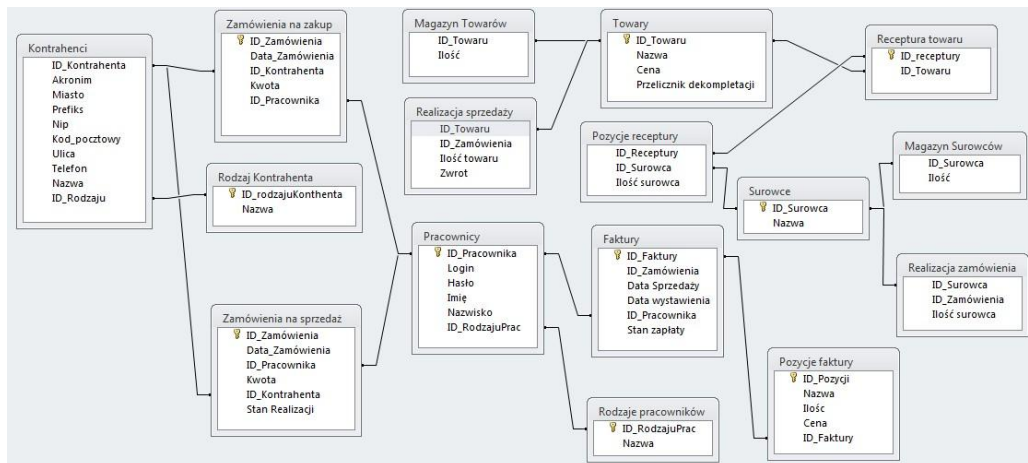 Kontrahenci
ID_Kontrahenta
Akronim
Miasto
Prefiks
Nip
Kod_pocztowy
Ulica
Telefon
Nazwa
ID_Rodzaju
Zamówienia na zakup
ID_Zamówienia
Data_Zamówienia
ID_Kontrahenta
Kwota
ID_Pracownika
Rodzaj Kontrahenta
ID_rodzajuKonthenta
Nazwa
Zamówienia na sprzedaż
ID_Zamówienia
Data_Zamówienia
ID_Pracownika
Kwota
ID_Kontrahenta
Stan Realizacji
Magazyn Towarów
ID_Towaru
Ilość
Realizacja sprzedaży
ID_Towaru
ID_Zamówienia
Ilość towaru
Zwrot
Pracownicy
ID_Pracownika
Login
Hasło
Imię
Nazwisko
ID_RodzajuPrac
Towary
ID_Towaru
Nazwa
Cena
Przelicznik dekompletacji
Pozycje receptury
ID_Receptury
ID_Surowca
Ilość surowca
Faktury
ID_Faktury
ID_Zamówienia
Data Sprzedaży
Data wystawienia
ID_Pracownika
Stan zapłaty
Rodzaje pracowników
ID_RodzajuPrac
Nazwa
Receptura towaru
ID_receptury
ID_Towaru
Surowce
ID_Surowca
Nazwa
Magazyn Surowców
ID_Surowca
Ilość
Realizacja zamówienia
ID_Surowca
ID_Zamówienia
Ilość surowca
Pozycje faktury
ID_Pozycji
Nazwa
Ilośc
Cena
ID_Faktury